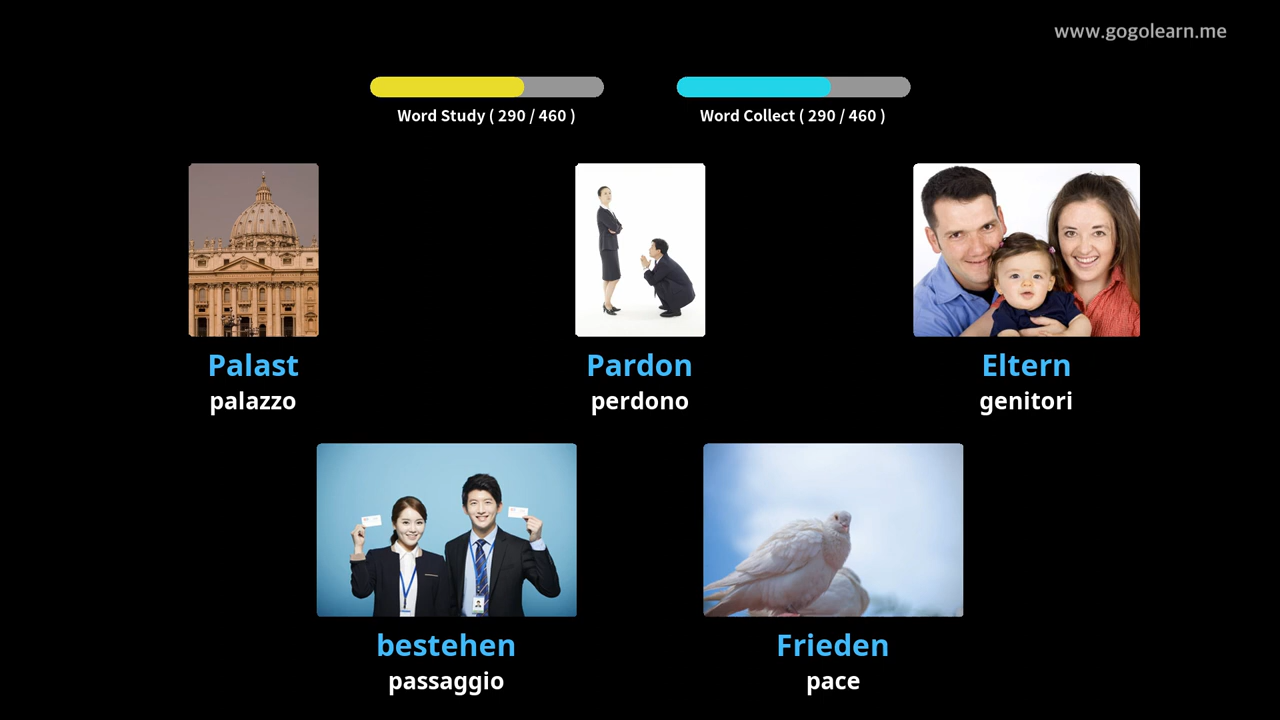 www.gogolearn.me
Word Study ( 290 / 460 )
Word Collect ( 290 / 460 )
Palast
palazzo
Pardon
perdono
Eltern
genitori
bestehen
passaggio
Frieden
pace